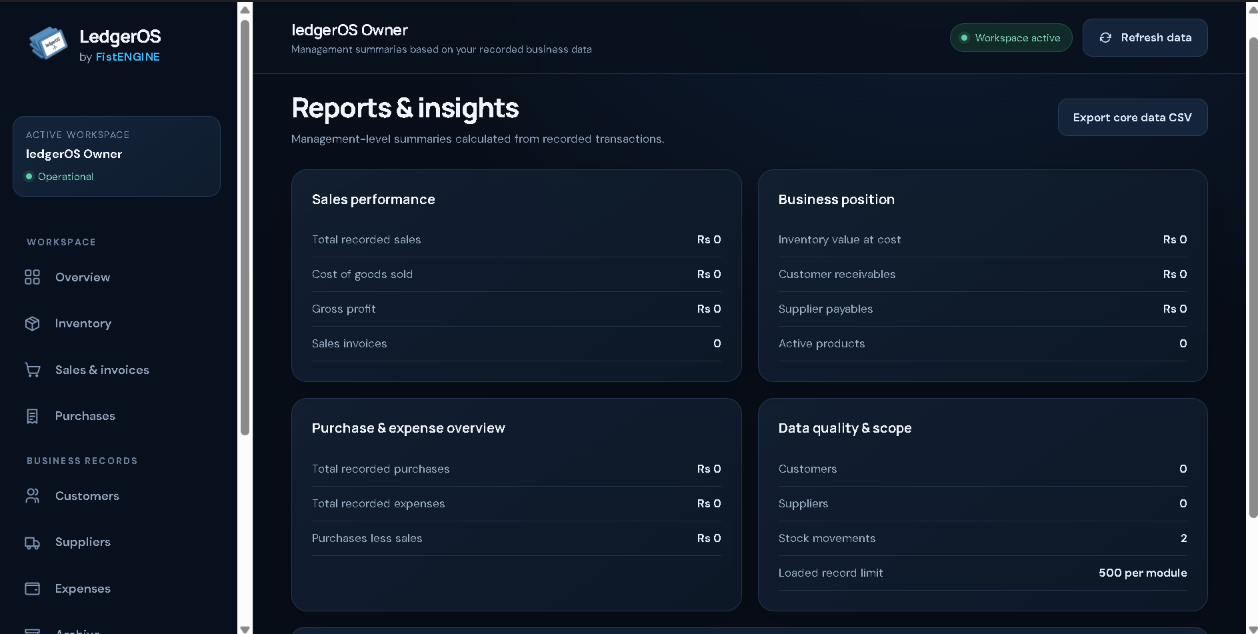 LedgerOS
by FistENGINE
ACTIVE WORKSPACE
ledgerOS Owner
Operational
WORKSPACE
Overview
Inventory
Sales & invoices
Purchases
BUSINESS RECORDS
Customers
Suppliers
Expenses
Archive
ledgerOS Owner
Management summaries based on your recorded business data
Workspace active
Refresh data
Reports & insights
Management-level summaries calculated from recorded transactions.
Export core data CSV
Sales performance
Total recorded sales Rs 0
Cost of goods sold Rs 0
Gross profit Rs 0
Sales invoices 0
Business position
Inventory value at cost Rs 0
Customer receivables Rs 0
Supplier payables Rs 0
Active products 0
Purchase & expense overview
Total recorded purchases Rs 0
Total recorded expenses Rs 0
Purchases less sales Rs 0
Data quality & scope
Customers 0
Suppliers 0
Stock movements 2
Loaded record limit 500 per module